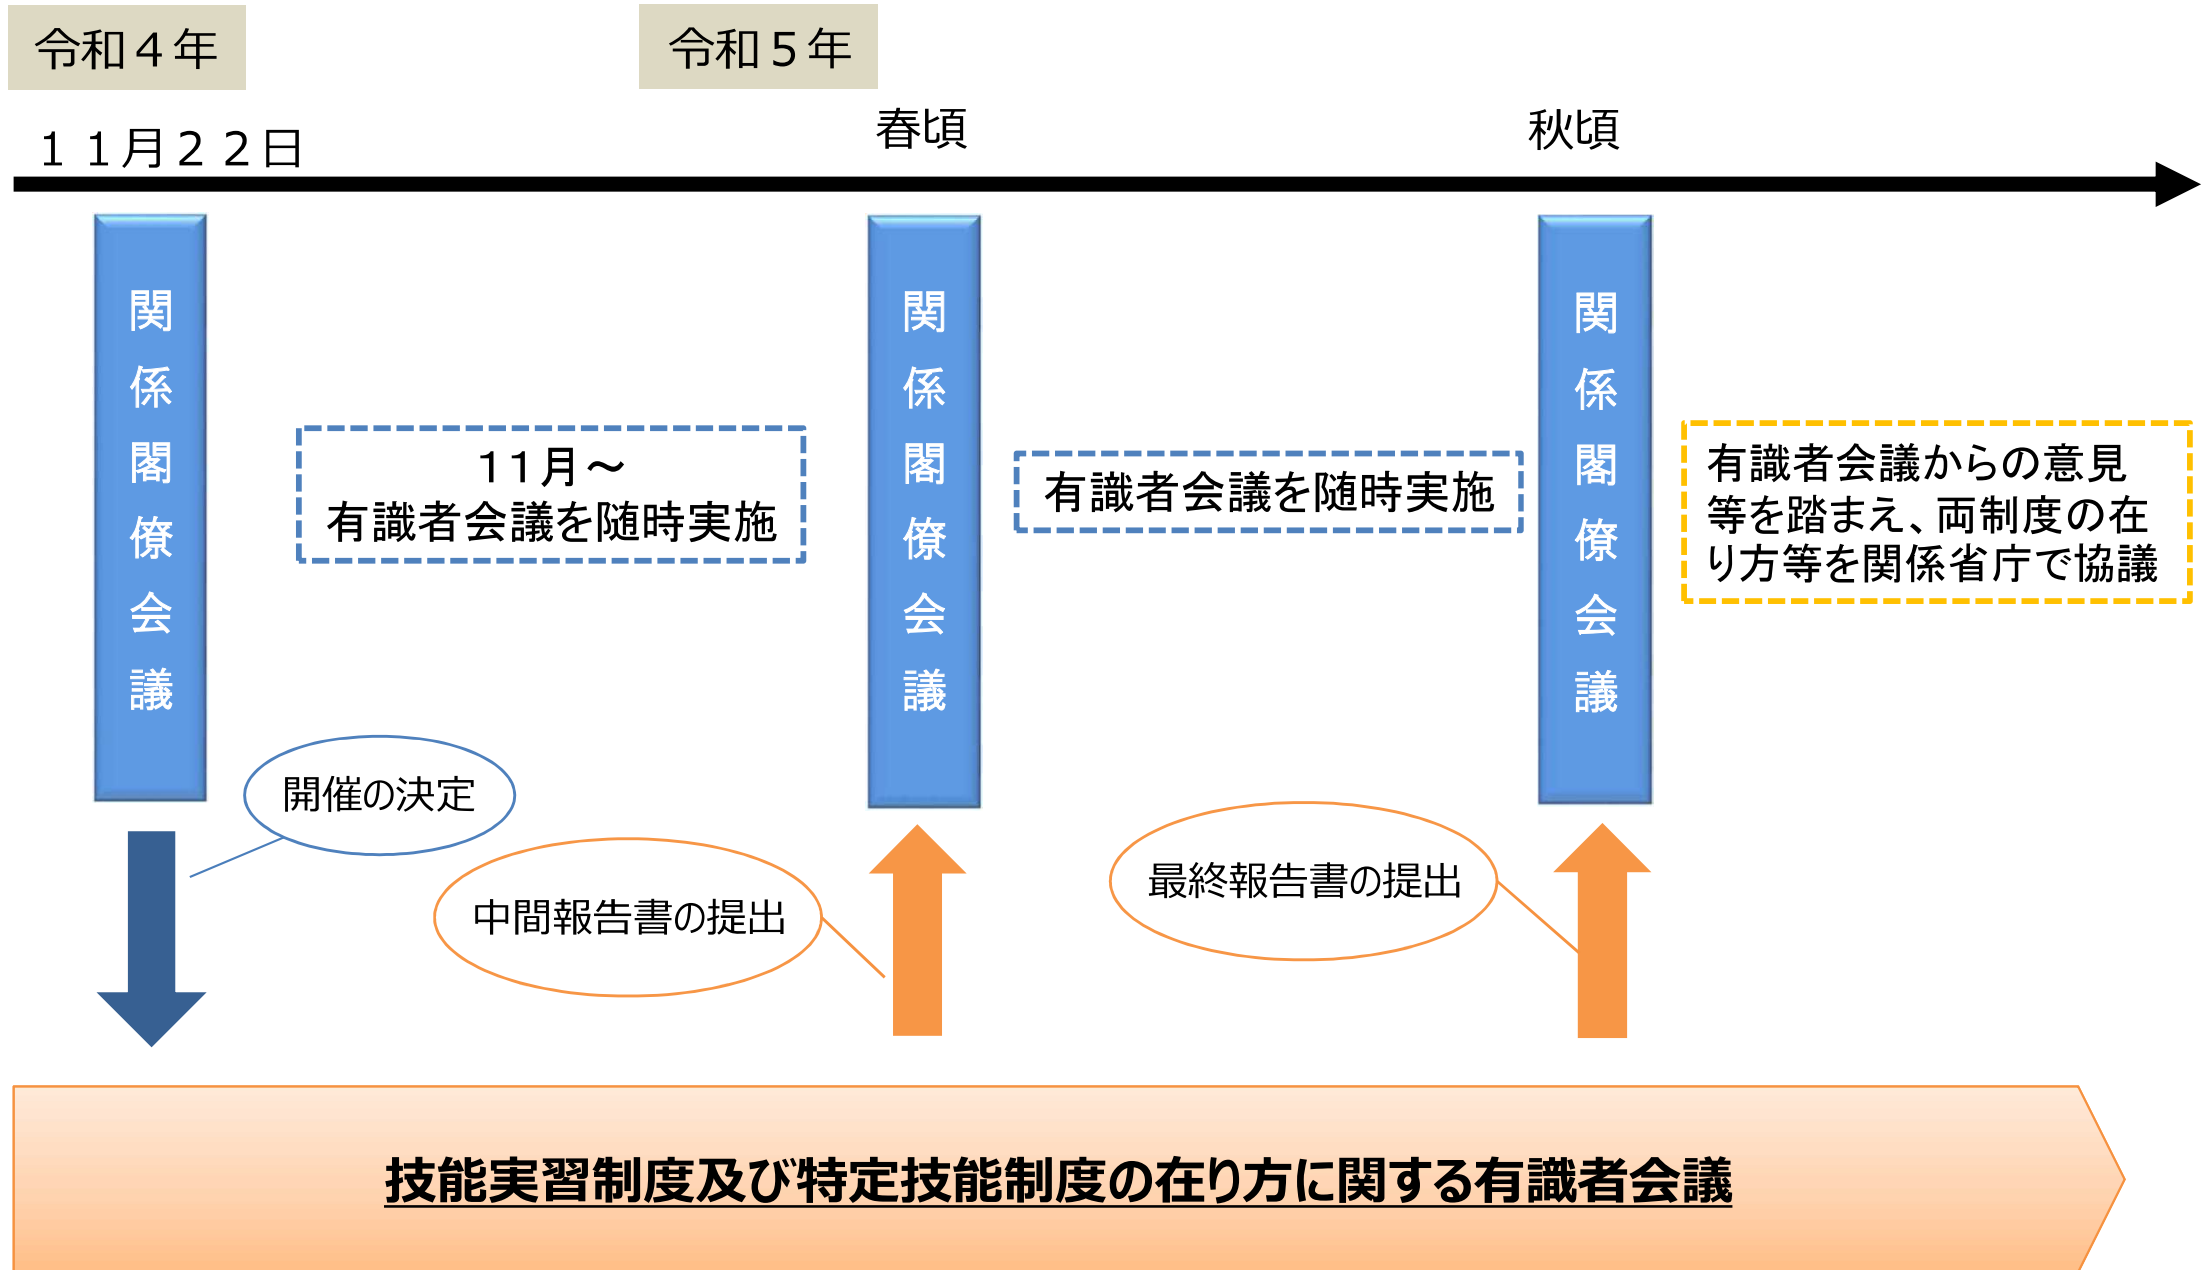 令和４年
令和５年
１１月２２日
春頃
秋頃
関係閣僚会議
関係閣僚会議
関係閣僚会議
１１月～
有識者会議を随時実施
有識者会議を随時実施
有識者会議からの意見
等を踏まえ、両制度の在
り方等を関係省庁で協議
開催の決定
中間報告書の提出
最終報告書の提出
技能実習制度及び特定技能制度の在り方に関する有識者会議